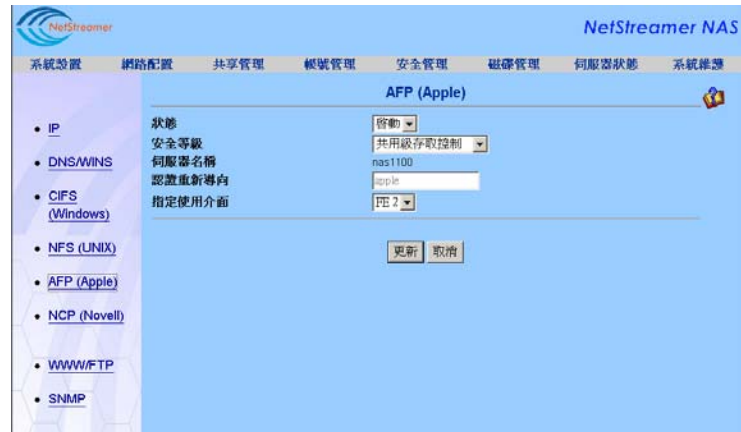 NetStreamer
NetStreamer NAS
系統設置 網路配置 共享管理 帳號管理 安全管理 磁碟管理 伺服器狀態 系統維護
AFP (Apple)
• IP
• DNS/WINS
• CIFS
(Windows)
• NFS (UNIX)
• AFP (Apple)
• NCP (Novell)
• WWW/FTP
• SNMP
狀態 啓動
安全等級 共用級存取控制
伺服器名稱 nas1100
認證重新導向 apple
指定使用介面 FE 2
更新 取消